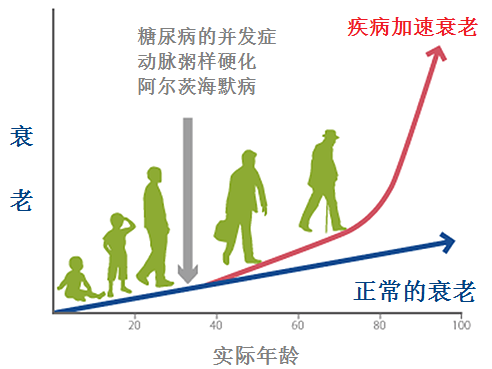 疾病加速衰老
糖尿病的并发症
动脉粥样硬化
阿尔茨海默病
衰
老
正常的衰老
20
40
60
80
100
实际年龄